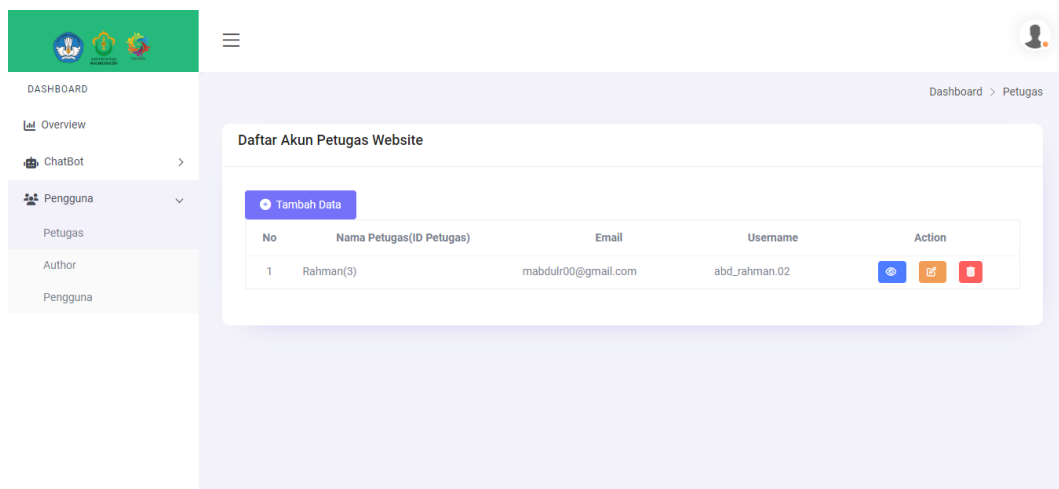 DASHBOARD
Overview
ChatBot
Pengguna
Petugas
Author
Pengguna
Dashboard > Petugas
Daftar Akun Petugas Website
Tambah Data
No Nama Petugas(ID Petugas) Email Username Action
1 Rahman(3) mabdulr00@gmail.com abd_rahman.02